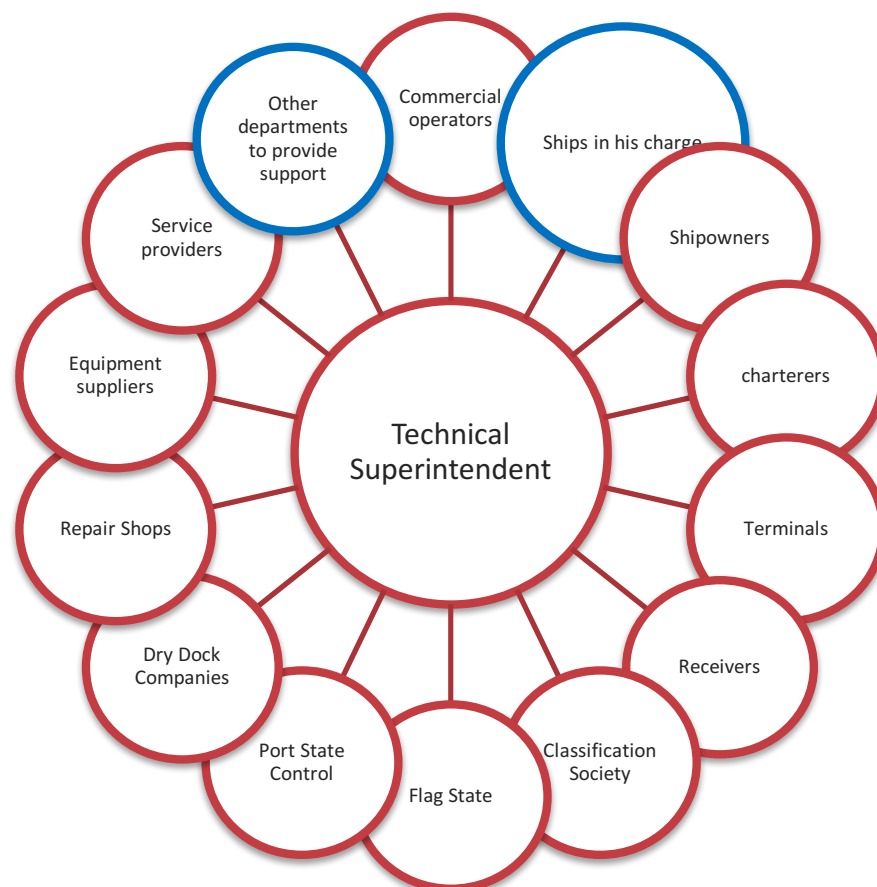 Commercial
operators
Ships in his charge
Shipowners
charterers
Terminals
Receivers
Classification
Society
Flag State
Port State
Control
Dry Dock
Companies
Repair Shops
Equipment
suppliers
Service
providers
Other
departments
to provide
support
Technical
Superintendent